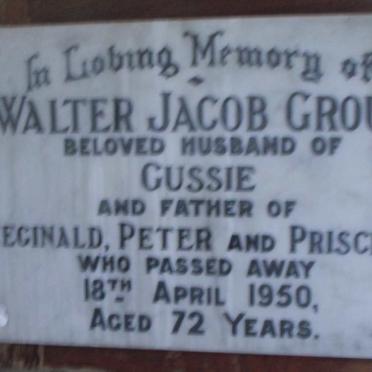 In Loving Memory of
WALTER JACOB GROU
BELOVED HUSBAND OF
GUSSIE
AND FATHER OF
EGINALD, PETER AND PRISC
WHO PASSED AWAY
18TH APRIL 1950,
AGED 72 YEARS.